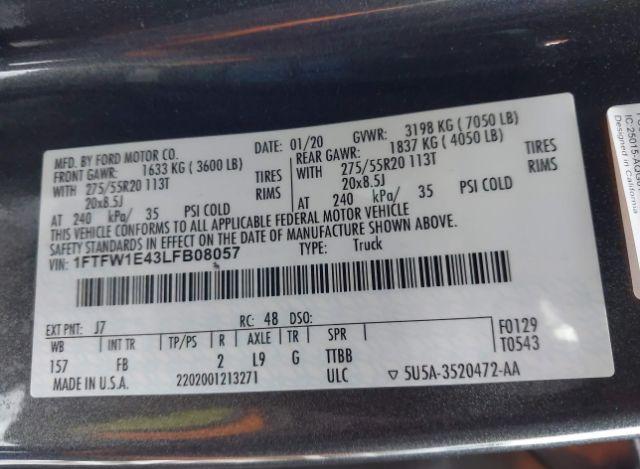 MFD. BY FORD MOTOR CO.
DATE: 01/20 GVWR: 3198 KG ( 7050 LB)
FRONT GAWR: 1633 KG ( 3600 LB) REAR GAWR: 1837 KG ( 4050 LB)
WITH 275/55R20 113T TIRES WITH 275/55R20 113T TIRES
20x8.5J RIMS 20x8.5J RIMS
AT 240 kPa/ 35 PSI COLD AT 240 kPa/ 35 PSI COLD
THIS VEHICLE CONFORMS TO ALL APPLICABLE FEDERAL MOTOR VEHICLE
SAFETY STANDARDS IN EFFECT ON THE DATE OF MANUFACTURE SHOWN ABOVE.
VIN: 1FTFW1E43LFB08057 TYPE: Truck
EXT PNT: J7 RC: 48 DSO:
F0129
T0543
WB INT TR TP/PS R AXLE TR SPR
157 FB 2 L9 G TTBB
MADE IN U.S.A. 2202001213271 ULC 5U5A-3520472-AA
Designed in Californ